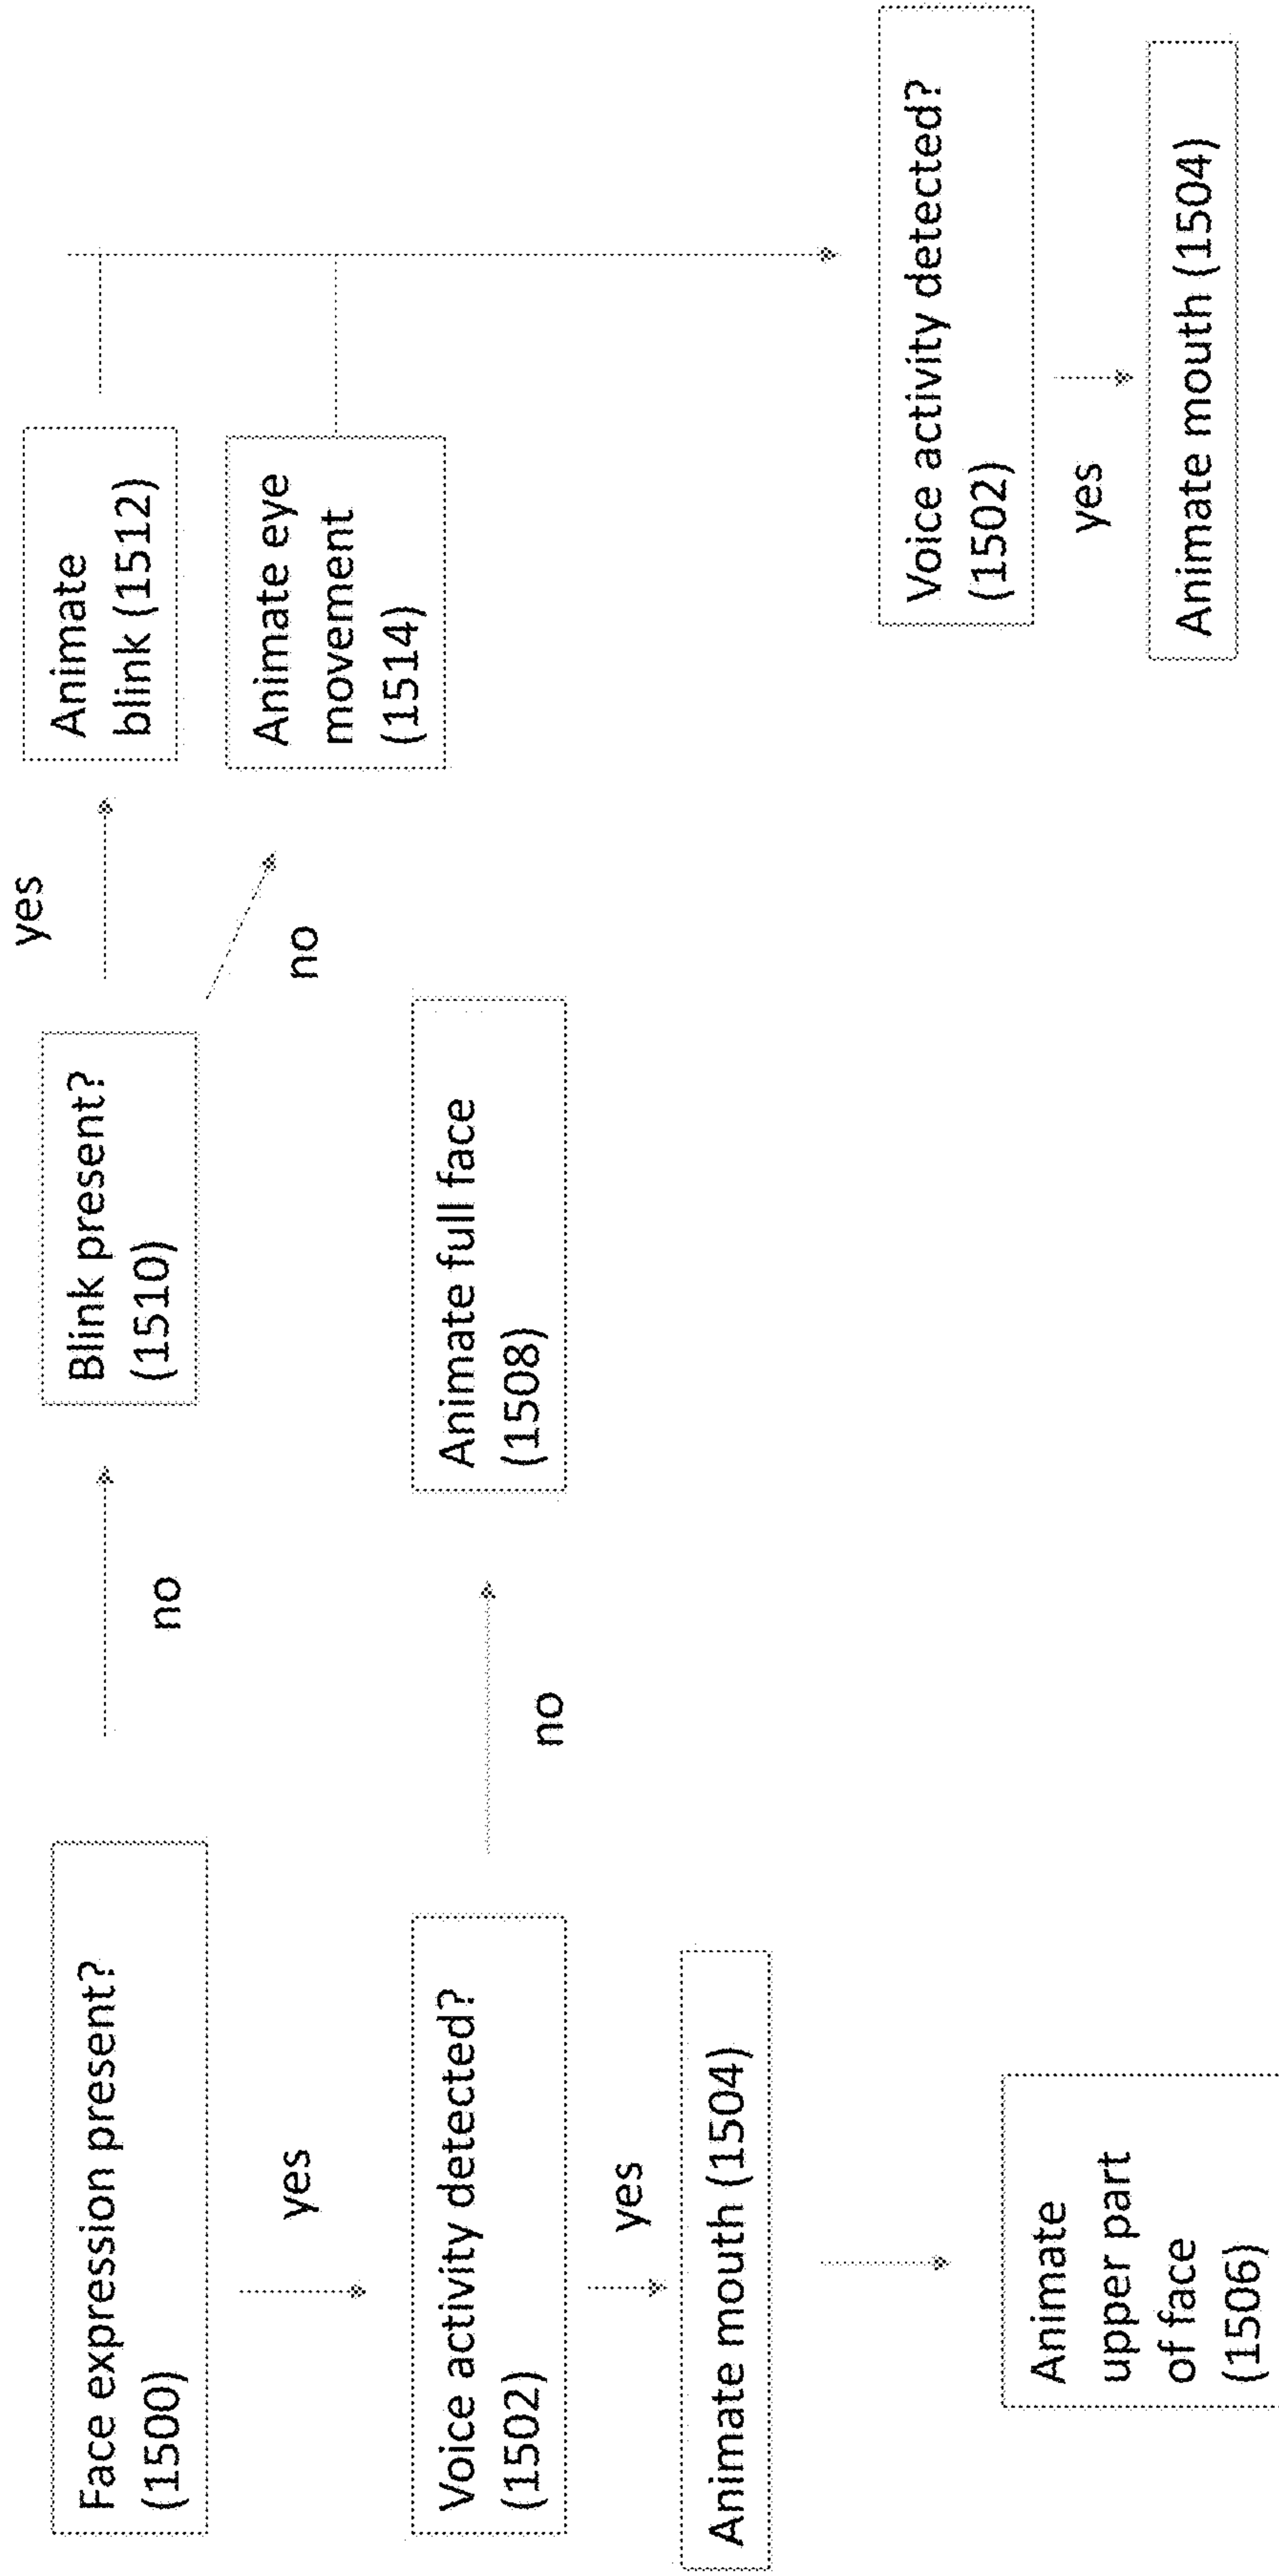 Face expression present?
(1500)
no
Blink present?
(1510)
yes
Animate
blink (1512)
no
Animate eye
movement
(1514)
yes
Voice activity detected?
(1502)
no
Animate full face
(1508)
yes
Animate mouth (1504)
Animate
upper part
of face
(1506)
Voice activity detected?
(1502)
yes
Animate mouth (1504)